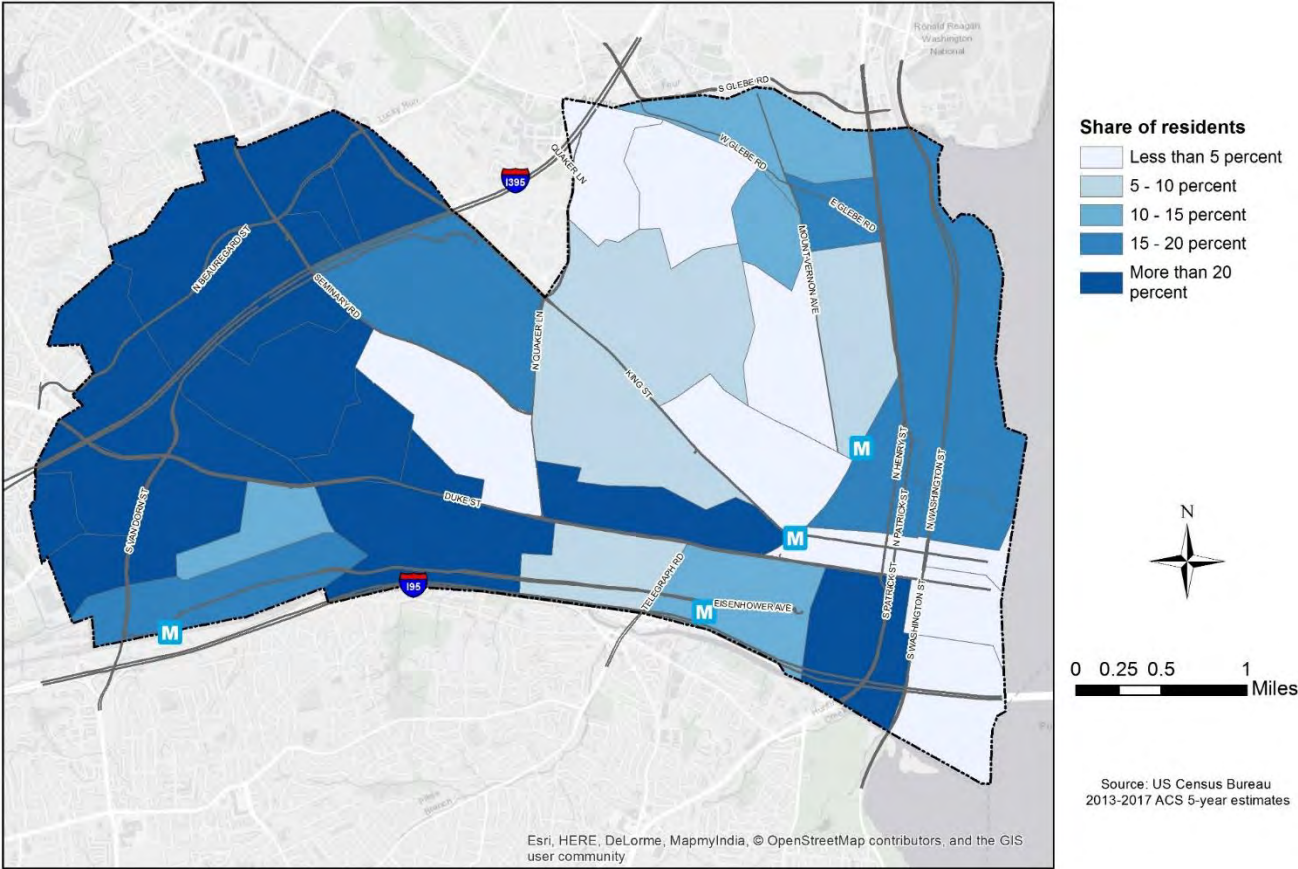 Ronald Reagan
Washington
National
Four
S GLEBE RD
Lucky Run
W GLEBE RD
QUAKER LN
I395
E GLEBE RD
N BEAUREGARD ST
MOUNT VERNON AVE
SEMINARY RD
N QUAKER LN
KING ST
M
N HENRY ST
N WASHINGTON ST
DUKE ST
S VAN DORN ST
N PATRICK ST
M
I95
TELEGRAPH RD
EISENHOWER AVE
M
S PATRICK ST
S WASHINGTON ST
M
Branch
Esri, HERE, DeLorme, MapmyIndia, © OpenStreetMap contributors, and the GIS
user community
Share of residents
Less than 5 percent
5 - 10 percent
10 - 15 percent
15 - 20 percent
More than 20
percent
N
0 0.25 0.5 1
Miles
Source: US Census Bureau
2013-2017 ACS 5-year estimates